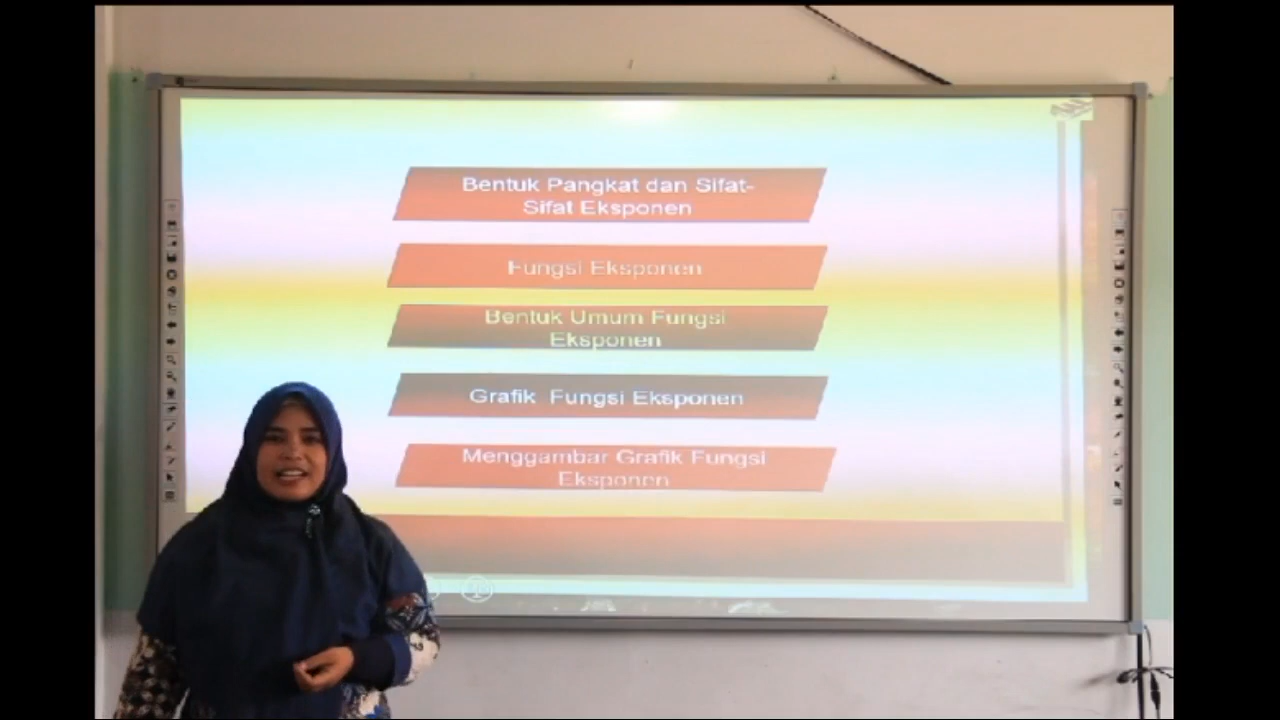 Bentuk Pangkat dan Sifat-
Sifat Eksponen
Fungsi Eksponen
Bentuk Umum Fungsi
Eksponen
Grafik Fungsi Eksponen
Menggambar Grafik Fungsi
Eksponen